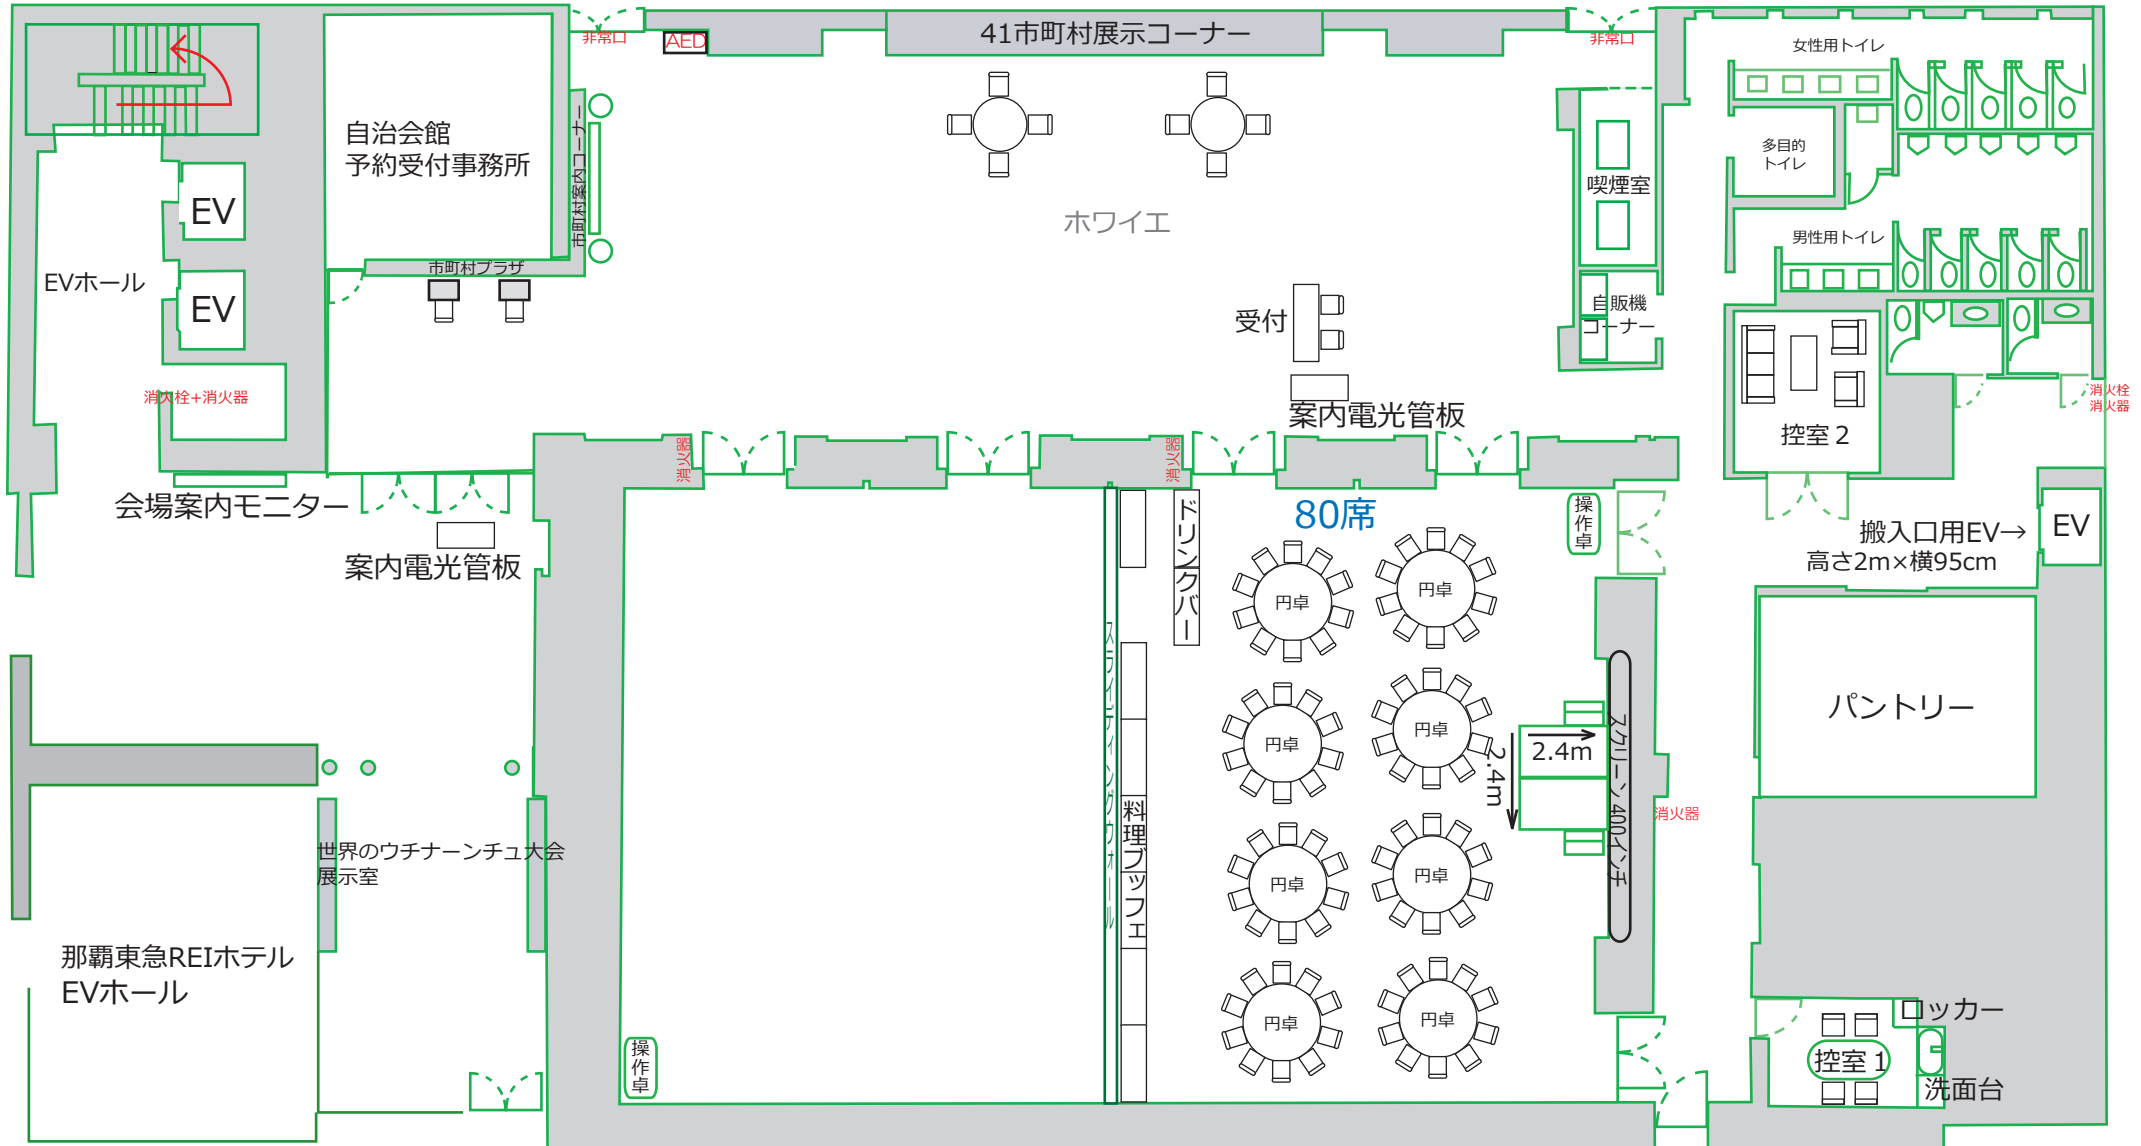 41市町村展示コーナー
非常口
AED
非常口
女性用トイレ
自治会館
予約受付事務所
市町村案内コーナー
多目的
トイレ
喫煙室
EV
ホワイエ
男性用トイレ
EVホール
市町村プラザ
EV
受付
自販機
コーナー
消火栓+消火器
案内電光管板
消火栓
消火器
控室2
消火器
消火器
会場案内モニター
80席
操作卓
ドリンクバー
搬入口用EV→
高さ2m×横95cm
EV
案内電光管板
円卓
円卓
スライディングウォール
パントリー
円卓
円卓
2.4m
2.4m
スクリーン400インチ
料理ブッフェ
消火器
世界のウチナーンチュ大会
展示室
円卓
円卓
那覇東急REIホテル
EVホール
ロッカー
円卓
円卓
操作卓
控室1
洗面台